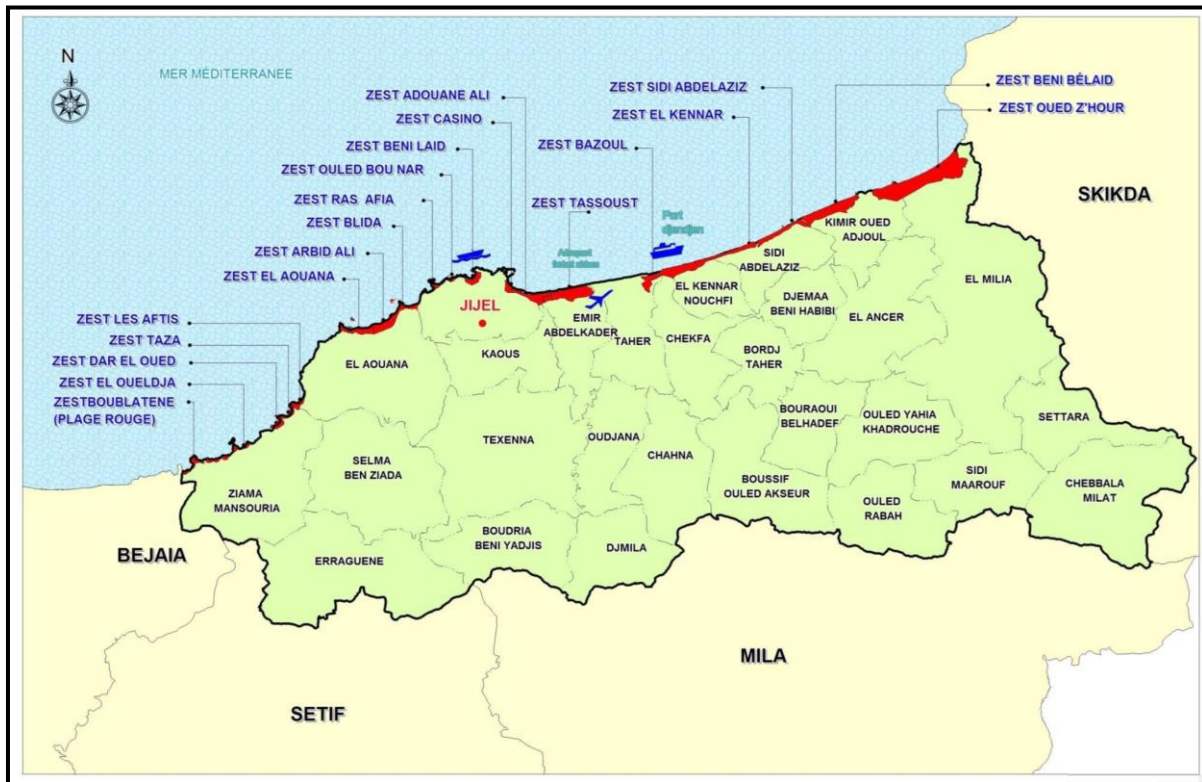 N
MER MÉDITERRANEE
ZEST ADOUANE ALI
ZEST CASINO
ZEST BENI LAID
ZEST OULED BOU NAR
ZEST RAS AFIA
ZEST BLIDA
ZEST ARBID ALI
ZEST EL AOUANA
ZEST LES AFTIS
ZEST TAZA
ZEST DAR EL OUED
ZEST EL OUELDJA
ZESTBOUBLATENE
(PLAGE ROUGE)
ZEST SIDI ABDELAZIZ
ZEST EL KENNAR
ZEST BAZOUL
ZEST TASSOUST
ZEST BENI BÉLAID
ZEST OUED Z'HOUR
Port
djendjen
SKIKDA
KIMIR OUED
ADJOUL
SIDI
ABDELAZIZ
EL MILIA
EL KENNAR
NOUCHFI
DJEMAA
BENI HABIBI
EL ANCER
JIJEL
EMIR
ABDELKADER
TAHER
CHEKFA
BORDJ
TAHER
EL AOUANA
KAOUS
BOURAOUI
BELHADEF
OULED YAHIA
KHADROUCHE
SETTARA
TEXENNA
OUDJANA
CHAHNA
SELMA
BEN ZIADA
BOUSSIF
OULED AKSEUR
SIDI
MAAROUF
CHEBBALA
MILAT
ZIAMA
MANSOURIA
OULED
RABAH
BOUDRIA
BENI YADJIS
DJMILA
ERRAGUENE
BEJAIA
MILA
SETIF